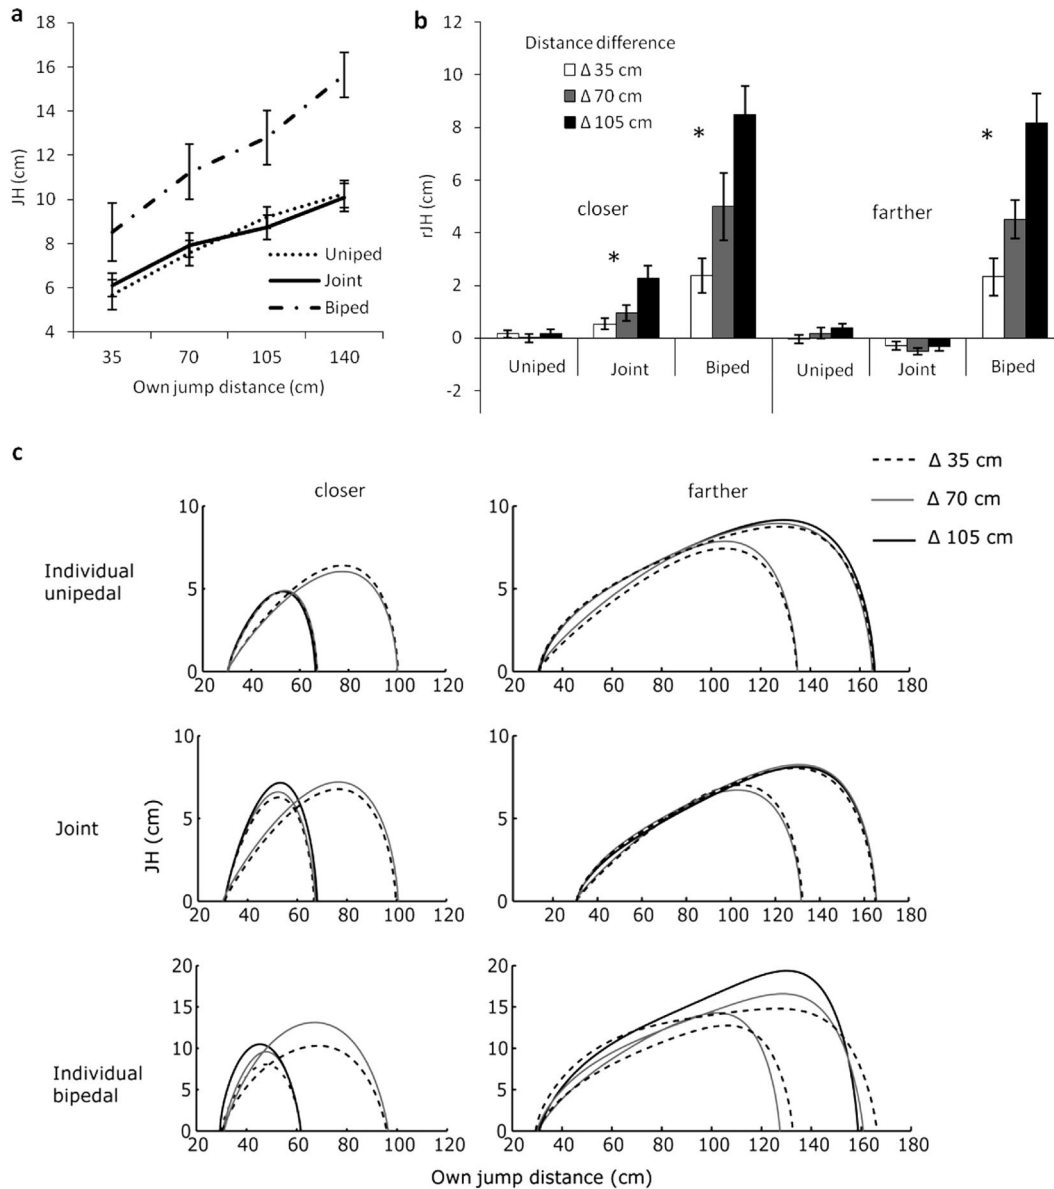 a
18
16
14
12
10
8
6
4
JH (cm)
Uniped
Joint
Biped
35 70 105 140
Own jump distance (cm)
b
12
10
8
6
4
2
0
-2
rJH (cm)
Distance difference
Δ 35 cm
Δ 70 cm
Δ 105 cm
closer
farther
*
*
*
Uniped Joint Biped Uniped Joint Biped
c
Δ 35 cm
Δ 70 cm
Δ 105 cm
closer
farther
Individual
unipedal
10
5
0
20 40 60 80 100 120
10
5
0
20 40 60 80 100 120 140 160 180
Joint
JH (cm)
10
5
0
20 40 60 80 100 120
10
5
0
20 40 60 80 100 120 140 160 180
Individual
bipedal
20
15
10
5
0
20 40 60 80 100 120
20
15
10
5
0
20 40 60 80 100 120 140 160 180
Own jump distance (cm)